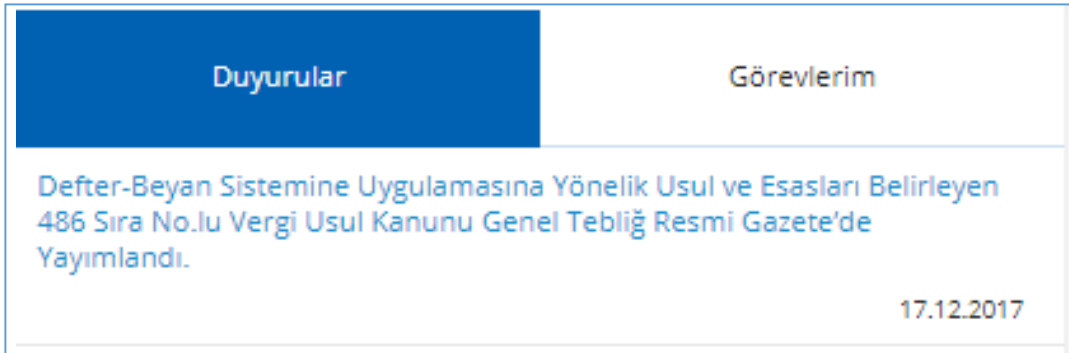 Duyurular
Görevlerim
Defter-Beyan Sistemine Uygulamasına Yönelik Usul ve Esasları Belirleyen
486 Sıra No.lu Vergi Usul Kanunu Genel Tebliğ Resmi Gazete’de
Yayımlandı.
17.12.2017